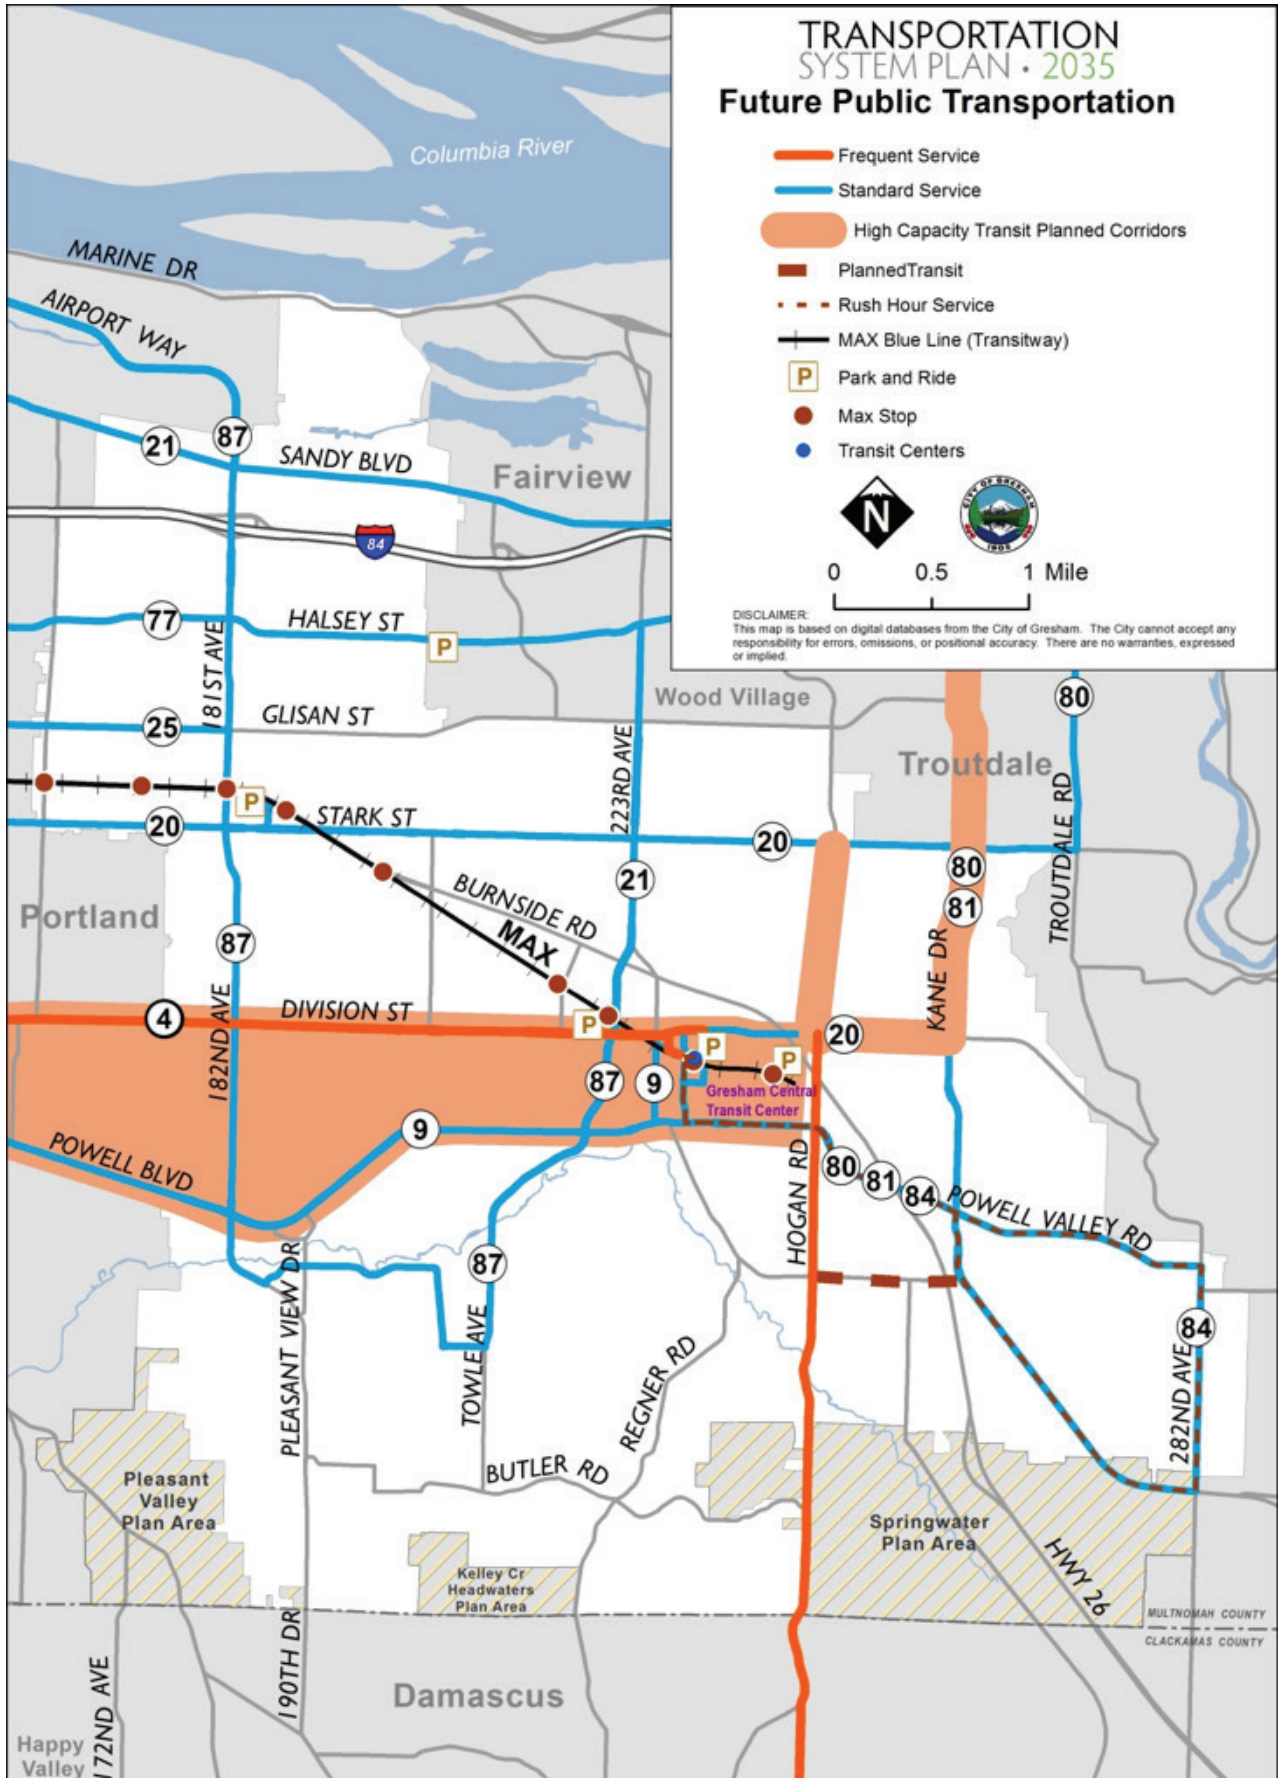 TRANSPORTATION
SYSTEM PLAN • 2035
Future Public Transportation
Frequent Service
Standard Service
High Capacity Transit Planned Corridors
PlannedTransit
Rush Hour Service
MAX Blue Line (Transitway)
P
Park and Ride
Max Stop
Transit Centers
N
CITY OF GRESHAM
1905
0 0.5 1 Mile
DISCLAIMER:
This map is based on digital databases from the City of Gresham. The City cannot accept any
responsibility for errors, omissions, or positional accuracy. There are no warranties, expressed
or implied.
Columbia River
MARINE DR
AIRPORT WAY
21
87
SANDY BLVD
Fairview
84
77
HALSEY ST
P
181ST AVE
Wood Village
80
25
GLISAN ST
223RD AVE
Troutdale
TROUTDALE RD
P
STARK ST
20
20
80
21
81
BURNSIDE RD
Portland
MAX
87
KANE DR
182ND AVE
4
DIVISION ST
P
20
P
P
87
9
Gresham Central
Transit Center
9
POWELL BLVD
HOGAN RD
80
81
84
POWELL VALLEY RD
PLEASANT VIEW DR
87
84
TOWLE AVE
REGNER RD
282ND AVE
BUTLER RD
Pleasant
Valley
Plan Area
Springwater
Plan Area
Kelley Cr
Headwaters
Plan Area
HWY 26
MULTNOMAH COUNTY
CLACKAMAS COUNTY
190TH DR
172ND AVE
Damascus
Happy
Valley